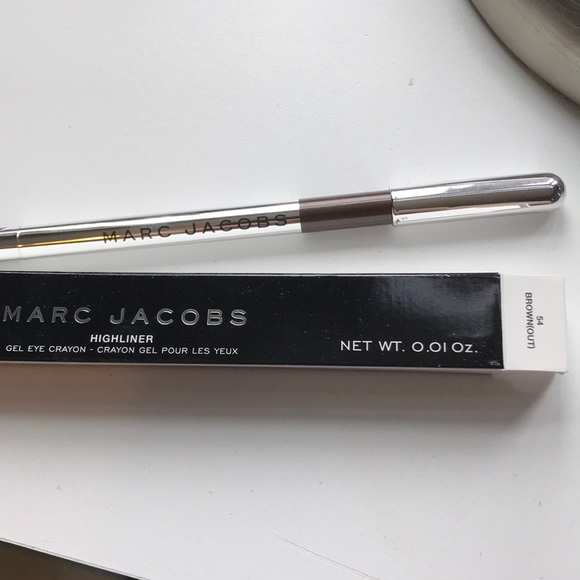 MARC JACOBS
MARC JACOBS
HIGHLINER
GEL EYE CRAYON - CRAYON GEL POUR LES YEUX
NET WT. 0.01 OZ.
54
BROWN(OUT)